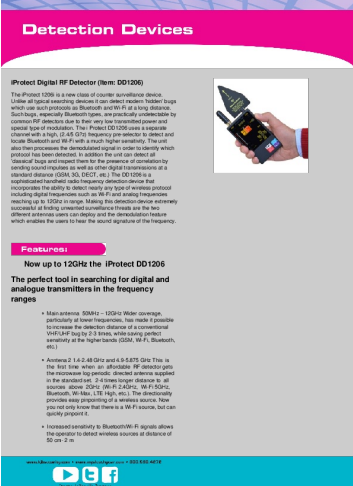 Detection Devices
iProtect Digital RF Detector (Item: DD1206)
The iProtect 1206i is a new class of counter surveillance device.
Unlike all typical searching devices it can detect modern 'hidden' bugs
which use such protocols as Bluetooth and Wi-Fi at a long distance.
Such bugs, especially Bluetooth types, are practically undetectable by
common RF detectors due to their very low transmitted power and
special type of modulation. The i Protect DD1206 uses a separate
channel with a high, (2.4/5 GHz) frequency pre-selector to detect and
locate Bluetooth and Wi-Fi with a much higher sensitivity. The unit
also then processes the demodulated signal in order to identify which
protocol has been detected. In addition the unit can detect all
'classical' bugs and inspect them for the presence of correlation by
sending sound impulses as well as other digital transmissions at a
standard distance (GSM, 3G, DECT, etc.) The DD1206 is a
sophisticated handheld radio frequency detection device that
incorporates the ability to detect nearly any type of wireless protocol
including digital frequencies such as Wi-Fi and analog frequencies
reaching up to 12Ghz in range. Making this detection device extremely
successful at finding unwanted surveillance threats are the two
different antennas users can deploy and the demodulation feature
which enables the users to hear the sound signature of the frequency.
Features:
Now up to 12GHz the iProtect DD1206
The perfect tool in searching for digital and
analogue transmitters in the frequency
ranges
• Main antenna 50MHz – 12GHz Wider coverage,
particularly at lower frequencies, has made it possible
to increase the detection distance of a conventional
VHF/UHF bug by 2-3 times, while saving perfect
sensitivity at the higher bands (GSM, Wi-Fi, Bluetooth,
etc.)
• Anntena 2 1.4-2.48 GHz and 4.9-5.875 GHz This is
the first time when an affordable RF detector gets
the microwave log-periodic directed antenna supplied
in the standard set. 2-4 times longer distance to all
sources above 2GHz (Wi-Fi 2.4GHz, Wi-Fi 5GHz,
Bluetooth, Wi-Max, LTE High, etc.). The directionality
provides easy pinpointing of a wireless source. Now
you not only know that there is a Wi-Fi source, but can
quickly pinpoint it.
• Increased sensitivity to Bluetooth/Wi-Fi signals allows
the operator to detect wireless sources at distance of
50 cm- 2 m